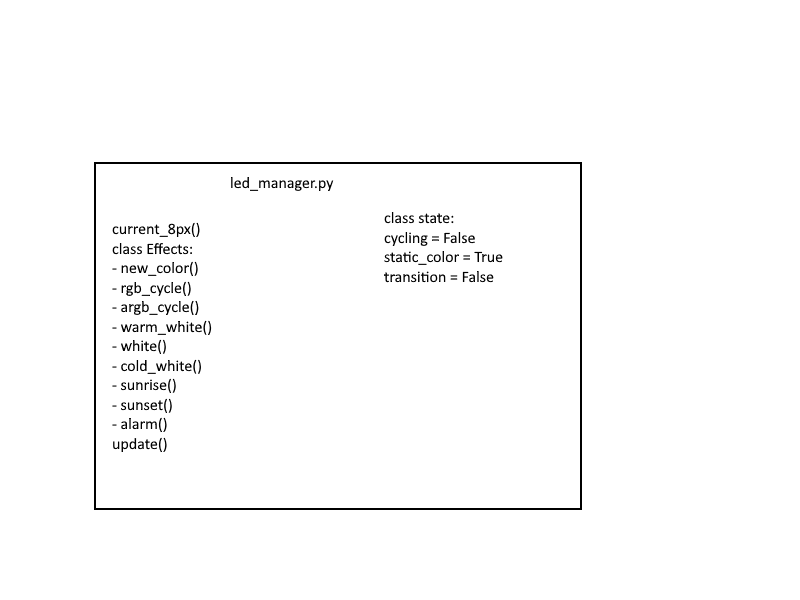 led_manager.py
current_8px()
class Effects:
- new_color()
- rgb_cycle()
- argb_cycle()
- warm_white()
- white()
- cold_white()
- sunrise()
- sunset()
- alarm()
update()
class state:
cycling = False
static_color = True
transition = False